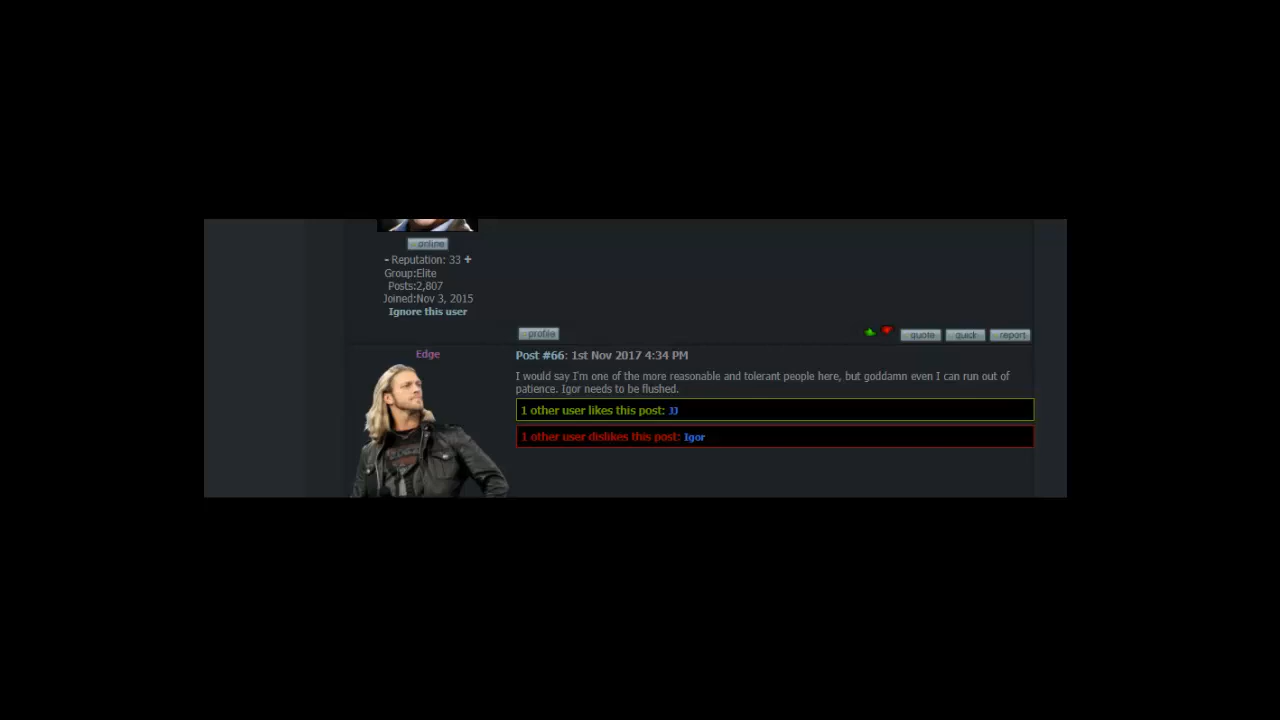 online
- Reputation: 33 +
Group:Elite
Posts:2,807
Joined:Nov 3, 2015
Ignore this user
profile
quote
quick
report
Edge
Post #66: 1st Nov 2017 4:34 PM
I would say I'm one of the more reasonable and tolerant people here, but goddamn even I can run out of
patience. Igor needs to be flushed.
1 other user likes this post: JJ
1 other user dislikes this post: Igor